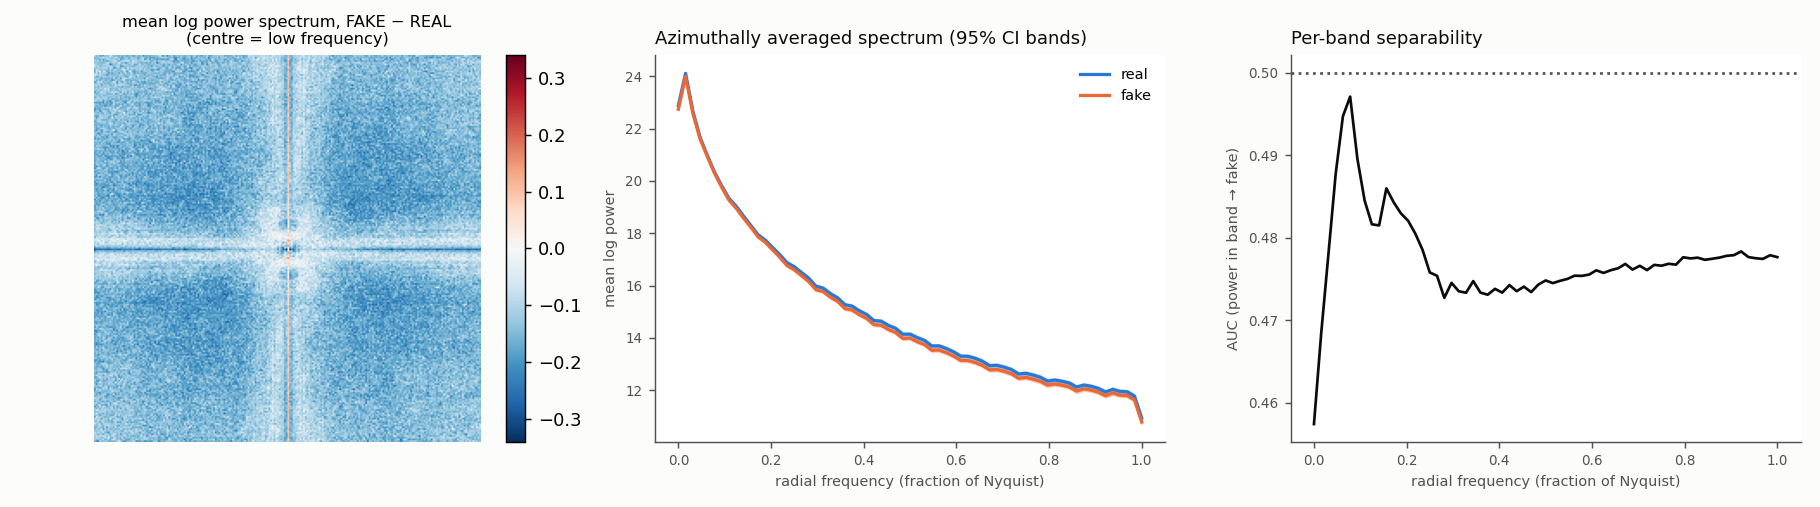 mean log power spectrum, FAKE − REAL
(centre = low frequency)
0.3
0.2
0.1
0.0
−0.1
−0.2
−0.3
Azimuthally averaged spectrum (95% CI bands)
real
fake
24
22
20
18
16
14
12
mean log power
0.0 0.2 0.4 0.6 0.8 1.0
radial frequency (fraction of Nyquist)
Per-band separability
0.50
0.49
0.48
0.47
0.46
AUC (power in band → fake)
0.0 0.2 0.4 0.6 0.8 1.0
radial frequency (fraction of Nyquist)